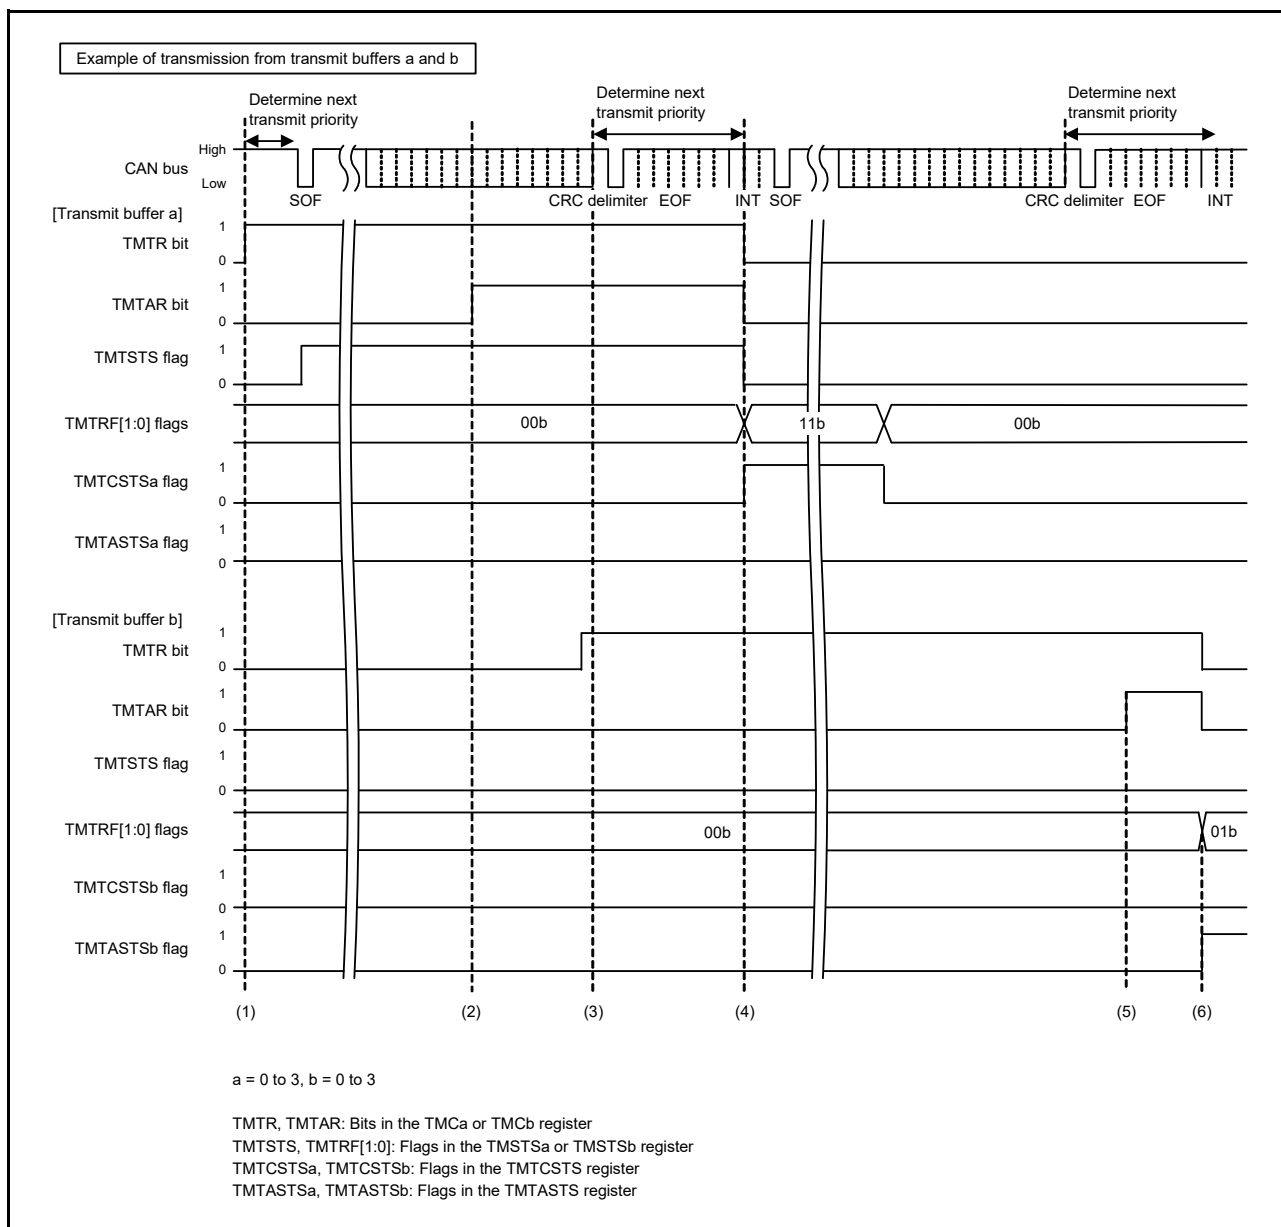 Example of transmission from transmit buffers a and b
Determine next
transmit priority
Determine next
transmit priority
Determine next
transmit priority
High
CAN bus
Low
SOF
CRC delimiter
EOF
INT
SOF
CRC delimiter
EOF
INT
[Transmit buffer a]
1
TMTR bit
0
1
TMTAR bit
0
1
TMTSTS flag
0
TMTRF[1:0] flags
00b
11b
00b
1
TMTCSTSa flag
0
1
TMTASTSa flag
0
[Transmit buffer b]
1
TMTR bit
0
1
TMTAR bit
0
1
TMTSTS flag
0
TMTRF[1:0] flags
00b
01b
1
TMTCSTSb flag
0
1
TMTASTSb flag
0
(1)
(2)
(3)
(4)
(5)
(6)
a = 0 to 3, b = 0 to 3
TMTR, TMTAR: Bits in the TMCa or TMCb register
TMTSTS, TMTRF[1:0]: Flags in the TMSTSa or TMSTSb register
TMTCSTSa, TMTCSTSb: Flags in the TMTCSTS register
TMTASTSa, TMTASTSb: Flags in the TMTASTS register